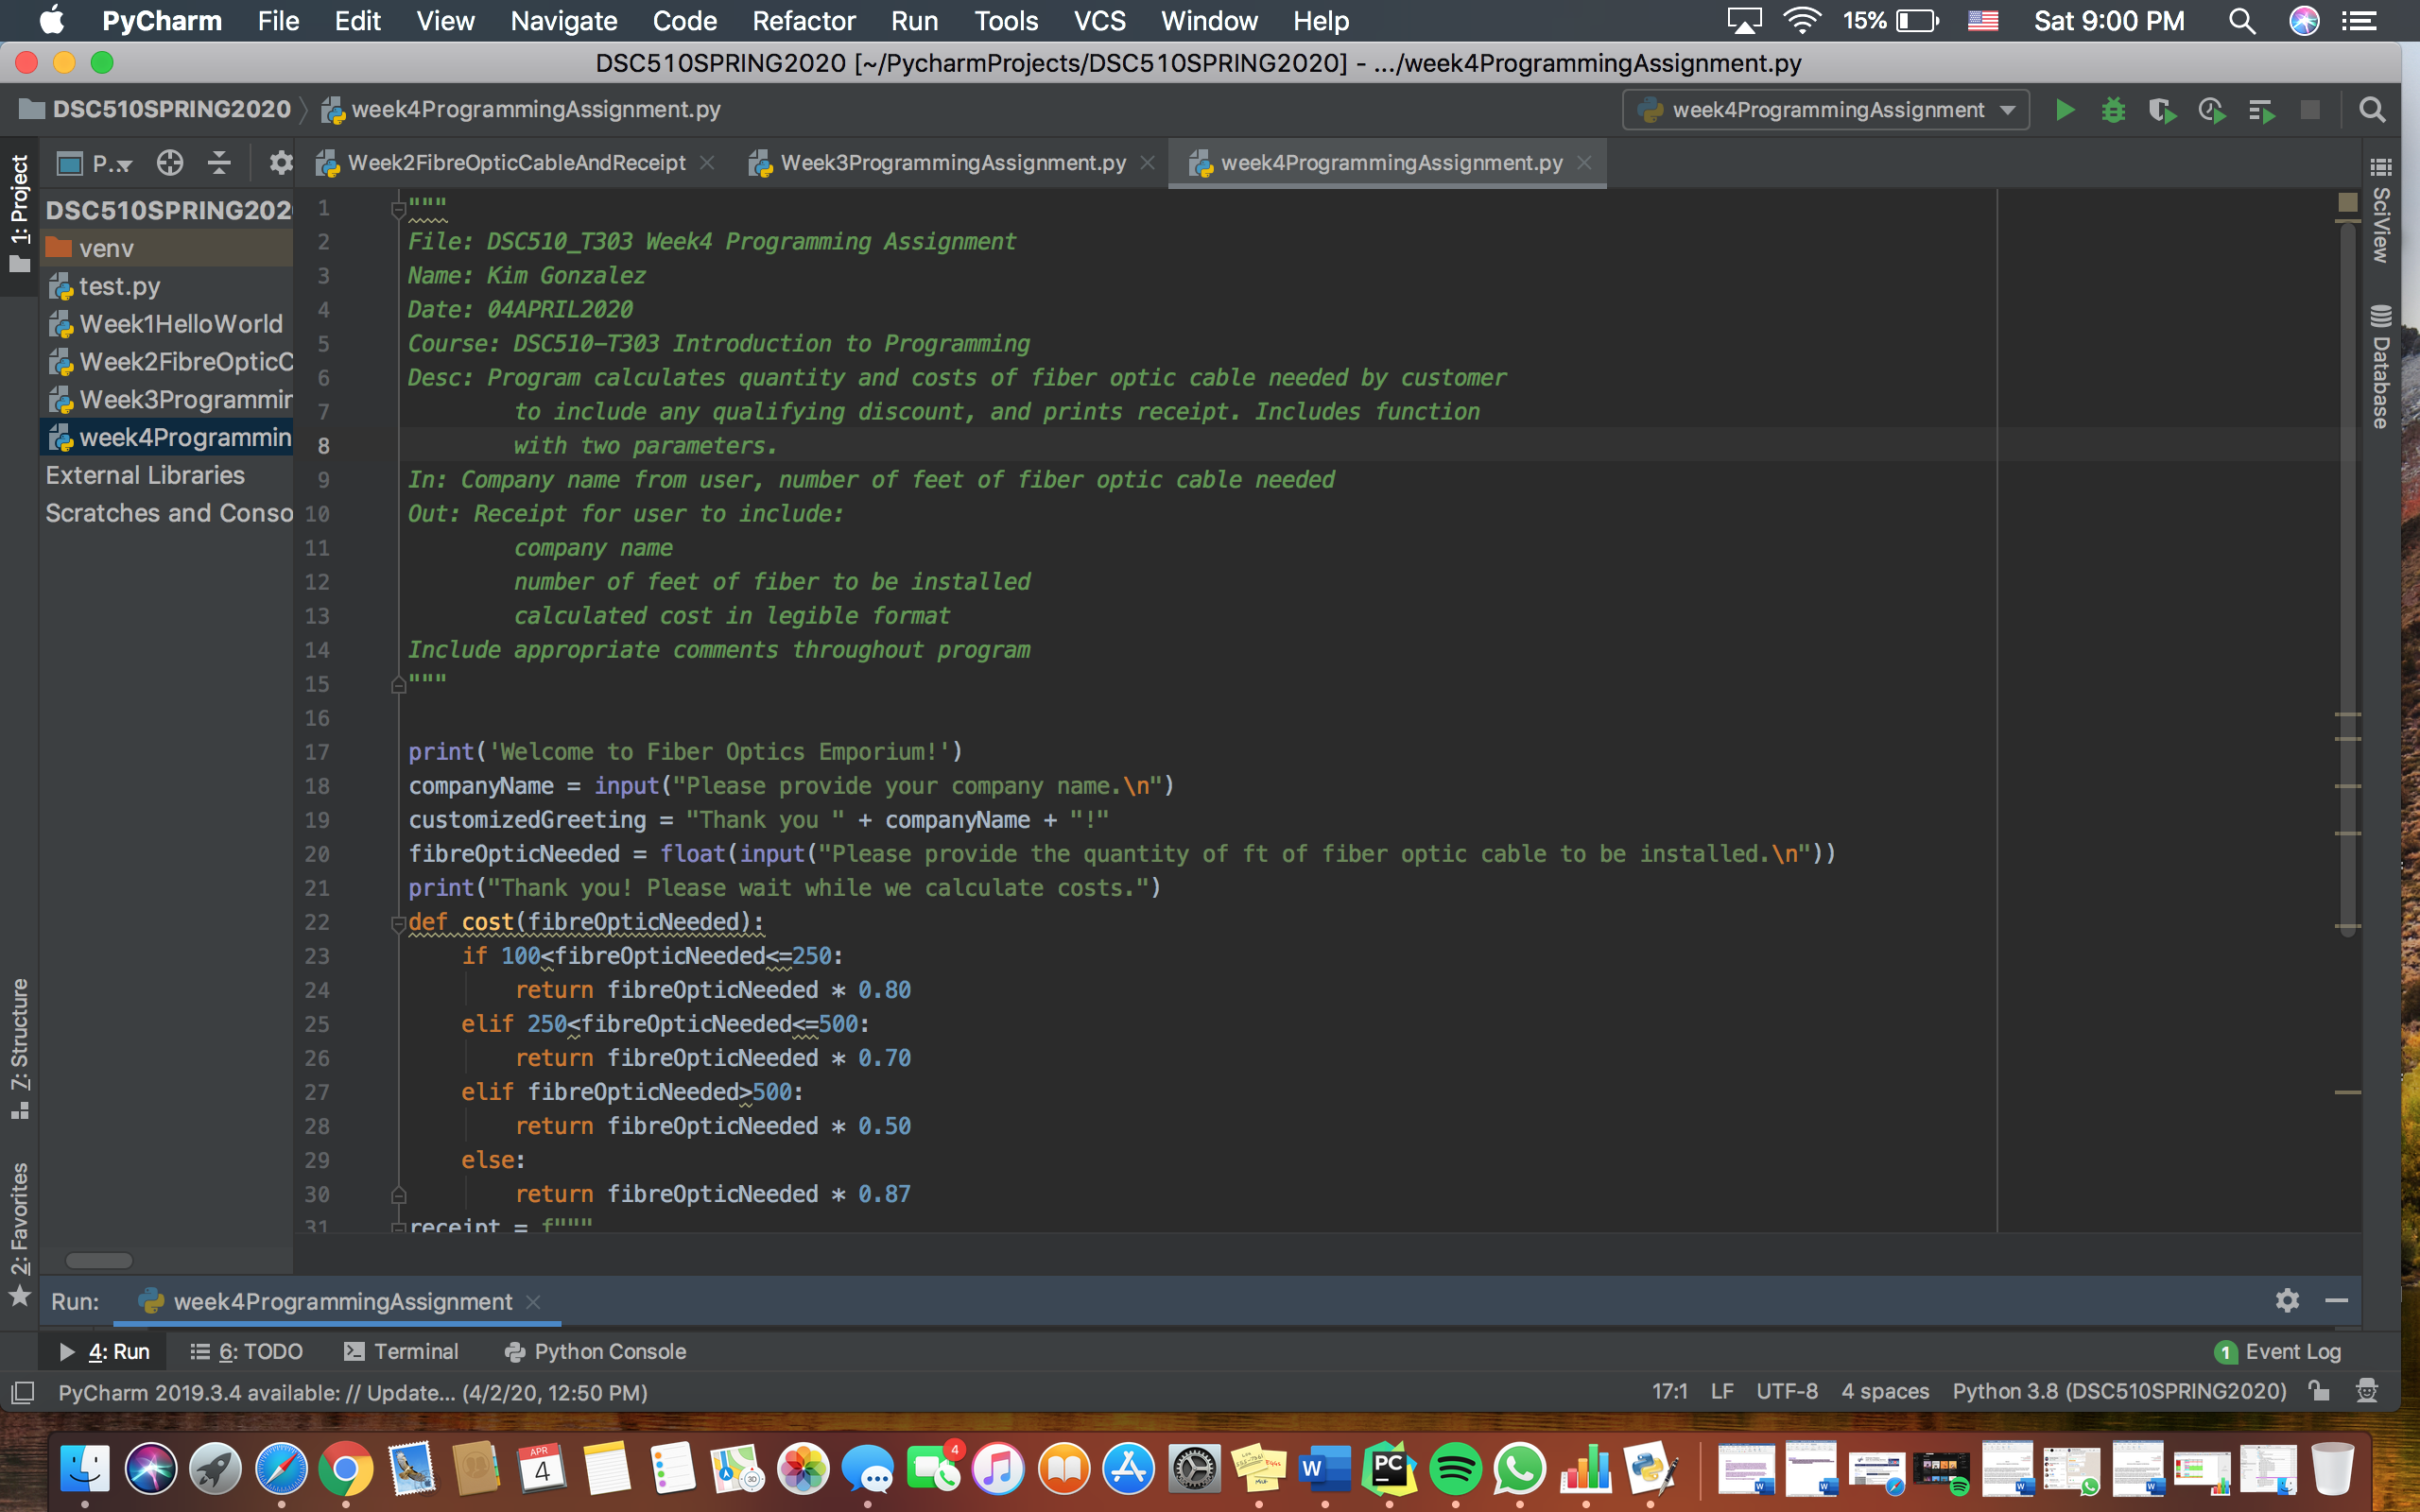 PyCharm File Edit View Navigate Code Refactor Run Tools VCS Window Help 15% Sat 9:00 PM
DSC510SPRING2020 [~/PycharmProjects/DSC510SPRING2020] - .../week4ProgrammingAssignment.py
DSC510SPRING2020 week4ProgrammingAssignment.py week4ProgrammingAssignment
1: Project P... Week2FibreOpticCableAndReceipt Week3ProgrammingAssignment.py week4ProgrammingAssignment.py SciView
DSC510SPRING202
venv
test.py
Week1HelloWorld
Week2FibreOpticC
Week3Programmin
week4Programmin
External Libraries
Scratches and Conso
Database
1 """
2 File: DSC510_T303 Week4 Programming Assignment
3 Name: Kim Gonzalez
4 Date: 04APRIL2020
5 Course: DSC510-T303 Introduction to Programming
6 Desc: Program calculates quantity and costs of fiber optic cable needed by customer
7 to include any qualifying discount, and prints receipt. Includes function
8 with two parameters.
9 In: Company name from user, number of feet of fiber optic cable needed
10 Out: Receipt for user to include:
11 company name
12 number of feet of fiber to be installed
13 calculated cost in legible format
14 Include appropriate comments throughout program
15 """
16
17 print('Welcome to Fiber Optics Emporium!')
18 companyName = input("Please provide your company name.\n")
19 customizedGreeting = "Thank you " + companyName + "!"
20 fibreOpticNeeded = float(input("Please provide the quantity of ft of fiber optic cable to be installed.\n"))
21 print("Thank you! Please wait while we calculate costs.")
22 def cost(fibreOpticNeeded):
23 if 100<fibreOpticNeeded<=250:
24 return fibreOpticNeeded * 0.80
25 elif 250<fibreOpticNeeded<=500:
26 return fibreOpticNeeded * 0.70
27 elif fibreOpticNeeded>500:
28 return fibreOpticNeeded * 0.50
29 else:
30 return fibreOpticNeeded * 0.87
31 receipt = f"""
7: Structure
2: Favorites
Run: week4ProgrammingAssignment
4: Run 6: TODO Terminal Python Console 1 Event Log
PyCharm 2019.3.4 available: // Update... (4/2/20, 12:50 PM) 17:1 LF UTF-8 4 spaces Python 3.8 (DSC510SPRING2020)
APR
4
3D
4
W
PC